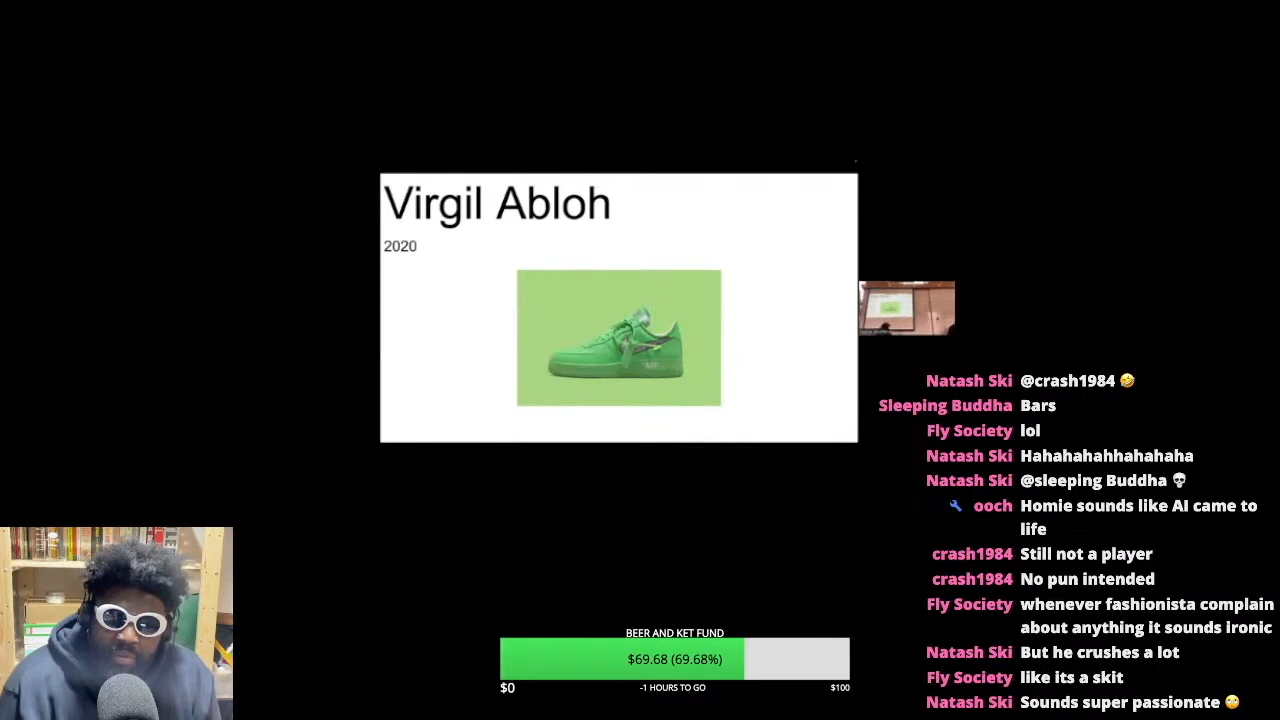 Virgil Abloh
2020
Natash Ski @crash1984 🤣
Sleeping Buddha Bars
Fly Society lol
Natash Ski Hahahahahhahahaha
Natash Ski @sleeping Buddha 💀
ooch Homie sounds like AI came to
life
crash1984 Still not a player
crash1984 No pun intended
Fly Society whenever fashionista complain
about anything it sounds ironic
Natash Ski But he crushes a lot
Fly Society like its a skit
Natash Ski Sounds super passionate 🙄
BEER AND KET FUND
$69.68 (69.68%)
$0
-1 HOURS TO GO
$100